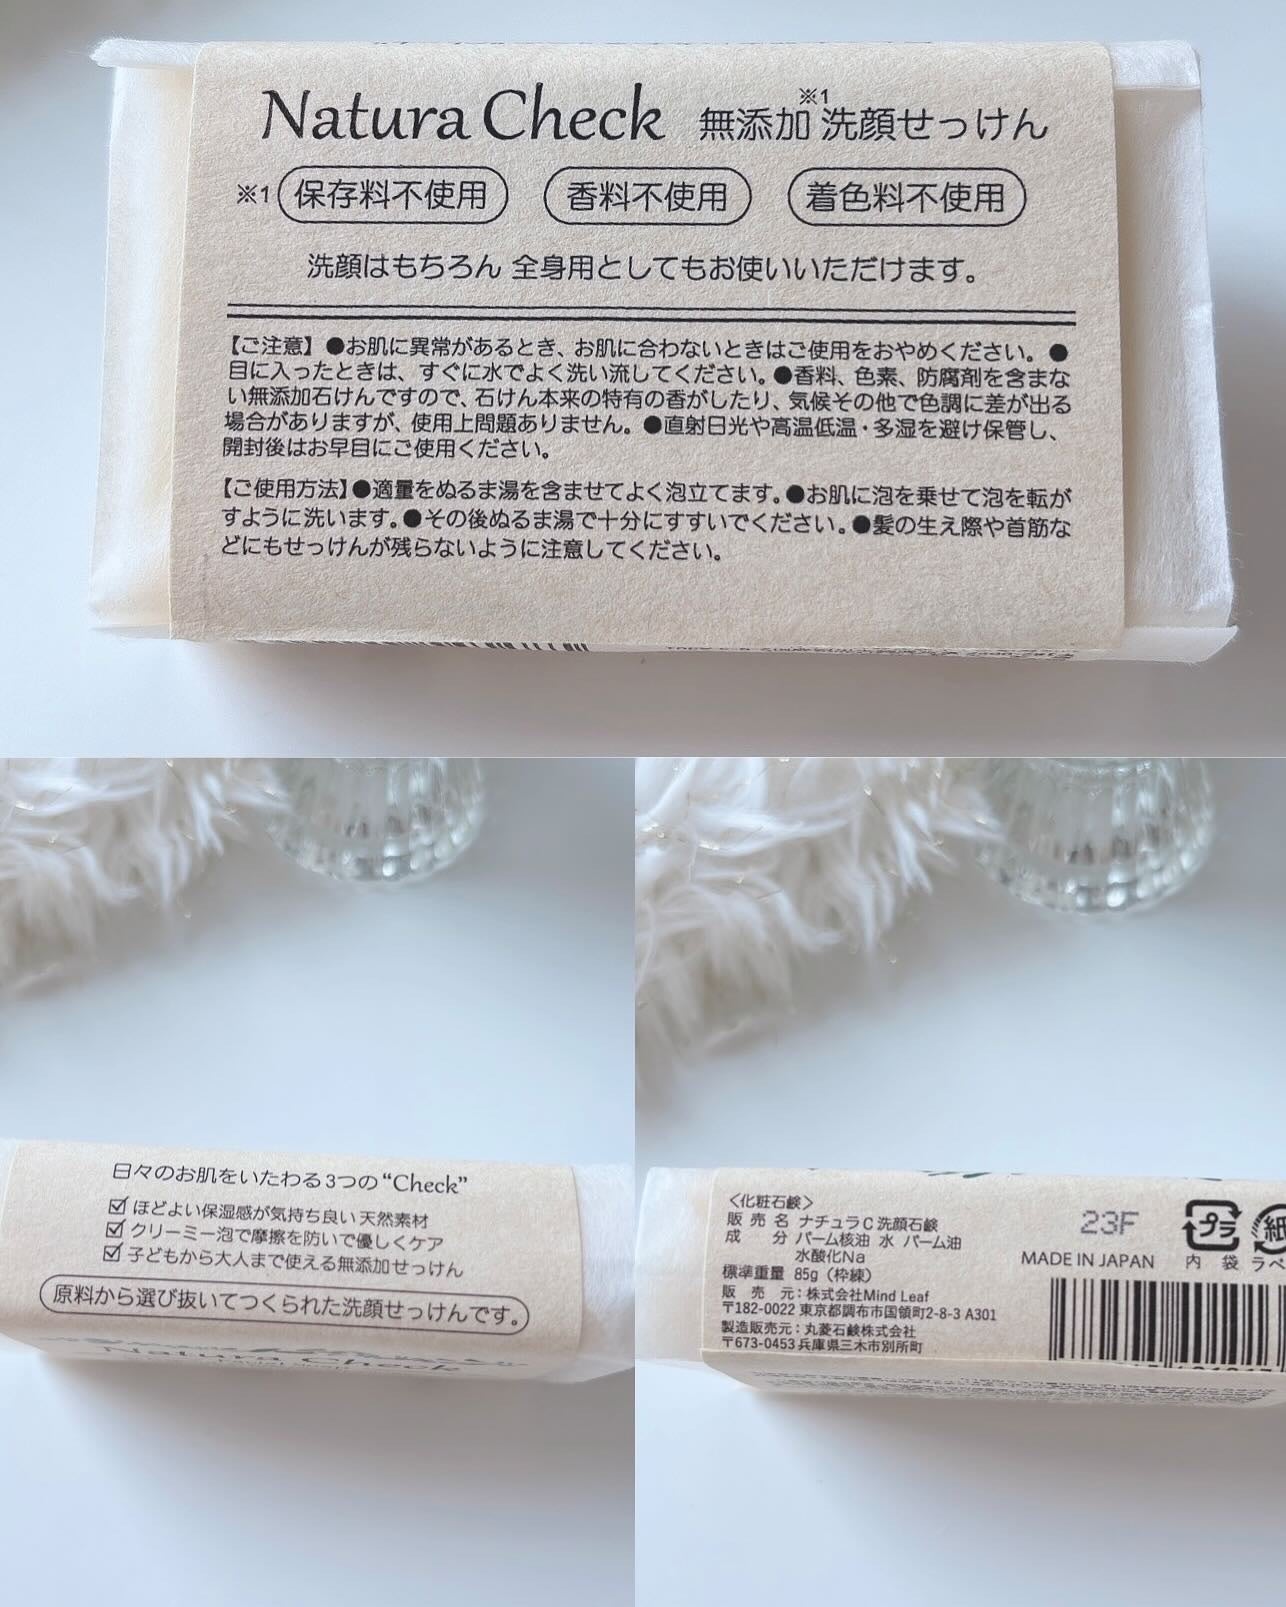 Natura Check 無添加※1洗顔せっけん
※1 保存料不使用 香料不使用 着色料不使用
洗顔はもちろん 全身用としてもお使いいただけます。
【ご注意】●お肌に異常があるとき、お肌に合わないときはご使用をおやめください。●
目に入ったときは、すぐに水でよく洗い流してください。●香料、色素、防腐剤を含まな
い無添加石けんですので、石けん本来の特有の香がしたり、気候その他で色調に差が出る
場合がありますが、使用上問題ありません。●直射日光や高温低温・多湿を避け保管し、
開封後はお早目にご使用ください。
【ご使用方法】●適量をぬるま湯を含ませてよく泡立てます。●お肌に泡を乗せて泡を転が
すように洗います。●その後ぬるま湯で十分にすすいでください。●髪の生え際や首筋な
どにもせっけんが残らないように注意してください。
日々のお肌をいたわる3つの“Check”
☑ ほどよい保湿感が気持ち良い天然素材
☑ クリーミー泡で摩擦を防いで優しくケア
☑ 子どもから大人まで使える無添加せっけん
原料から選び抜いてつくられた洗顔せっけんです。
Natura Check
<化粧石鹸>
販売名 ナチュラC洗顔石鹸
成分 パーム核油 水 パーム油
水酸化Na
標準重量 85g（枠練）
販売元：株式会社Mind Leaf
〒182-0022 東京都調布市国領町2-8-3 A301
製造販売元：丸菱石鹸株式会社
〒673-0453 兵庫県三木市別所町
23F
MADE IN JAPAN
プラ
内袋
紙
ラベ